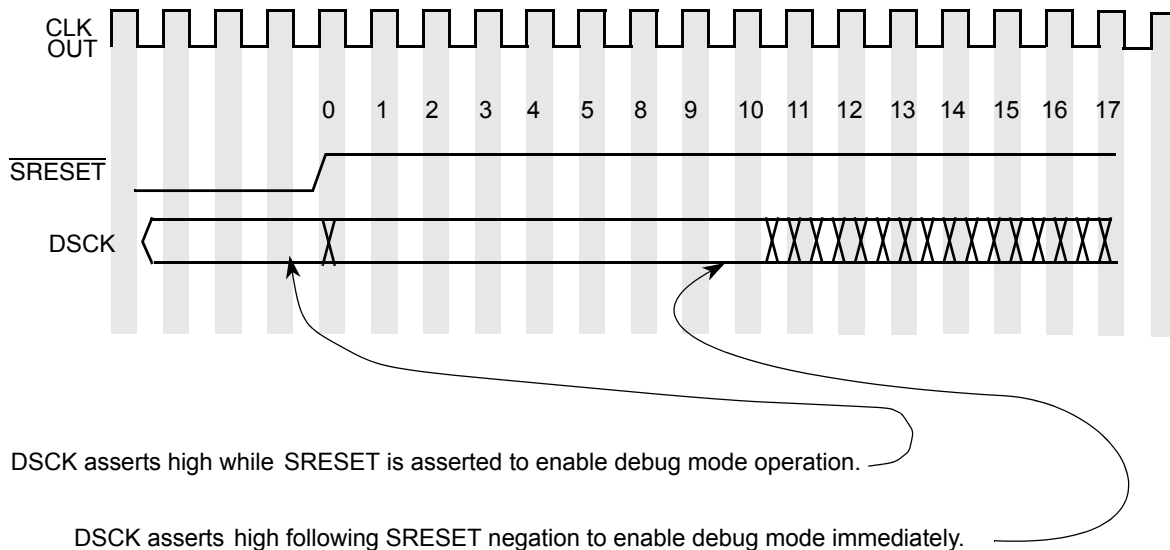 CLK
OUT
0 1 2 3 4 5 8 9 10 11 12 13 14 15 16 17
SRESET
DSCK
DSCK asserts high while SRESET is asserted to enable debug mode operation.
DSCK asserts high following SRESET negation to enable debug mode immediately.